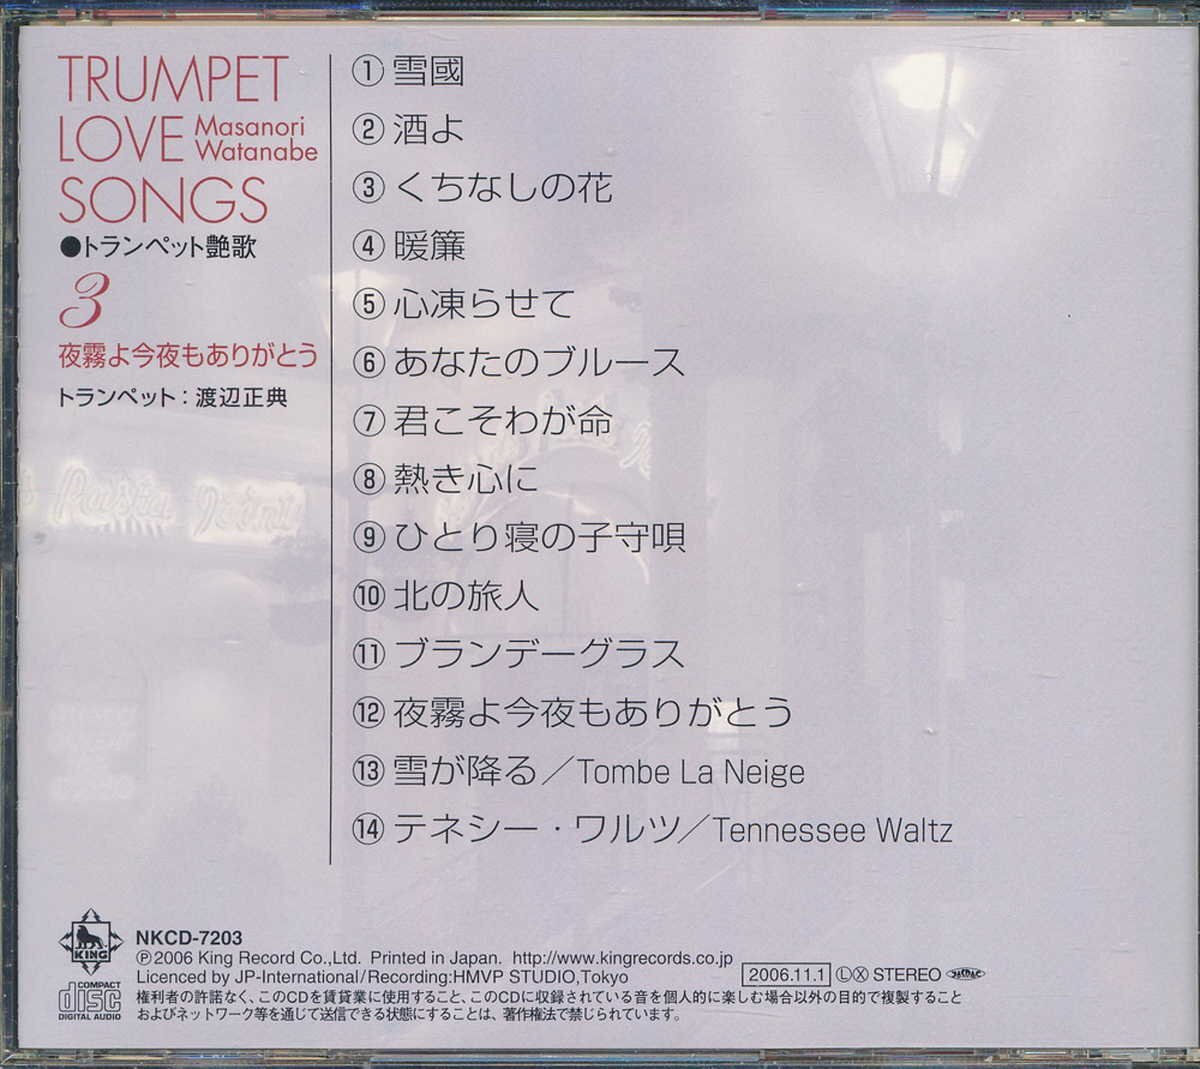 TRUMPET
LOVE Masanori Watanabe
SONGS
●トランペット艶歌
3
夜霧よ今夜もありがとう
トランペット：渡辺正典
①雪國
②酒よ
③くちなしの花
④暖簾
⑤心凍らせて
⑥あなたのブルース
⑦君こそわが命
⑧熱き心に
⑨ひとり寝の子守唄
⑩北の旅人
⑪ブランデーグラス
⑫夜霧よ今夜もありがとう
⑬雪が降る／Tombe La Neige
⑭テネシー・ワルツ／Tennessee Waltz
KING
NKCD-7203
Ⓟ2006 King Record Co.,Ltd. Printed in Japan. http://www.kingrecords.co.jp
Licenced by JP-International/Recording:HMVP STUDIO,Tokyo
2006.11.1 ⓁⓍ STEREO
COMPACT
disc
DIGITAL AUDIO
権利者の許諾なく、このCDを賃貸業に使用すること、このCDに収録されている音を個人的に楽しむ場合以外の目的で複製すること
およびネットワーク等を通じて送信できる状態にすることは、著作権法で禁じられています。